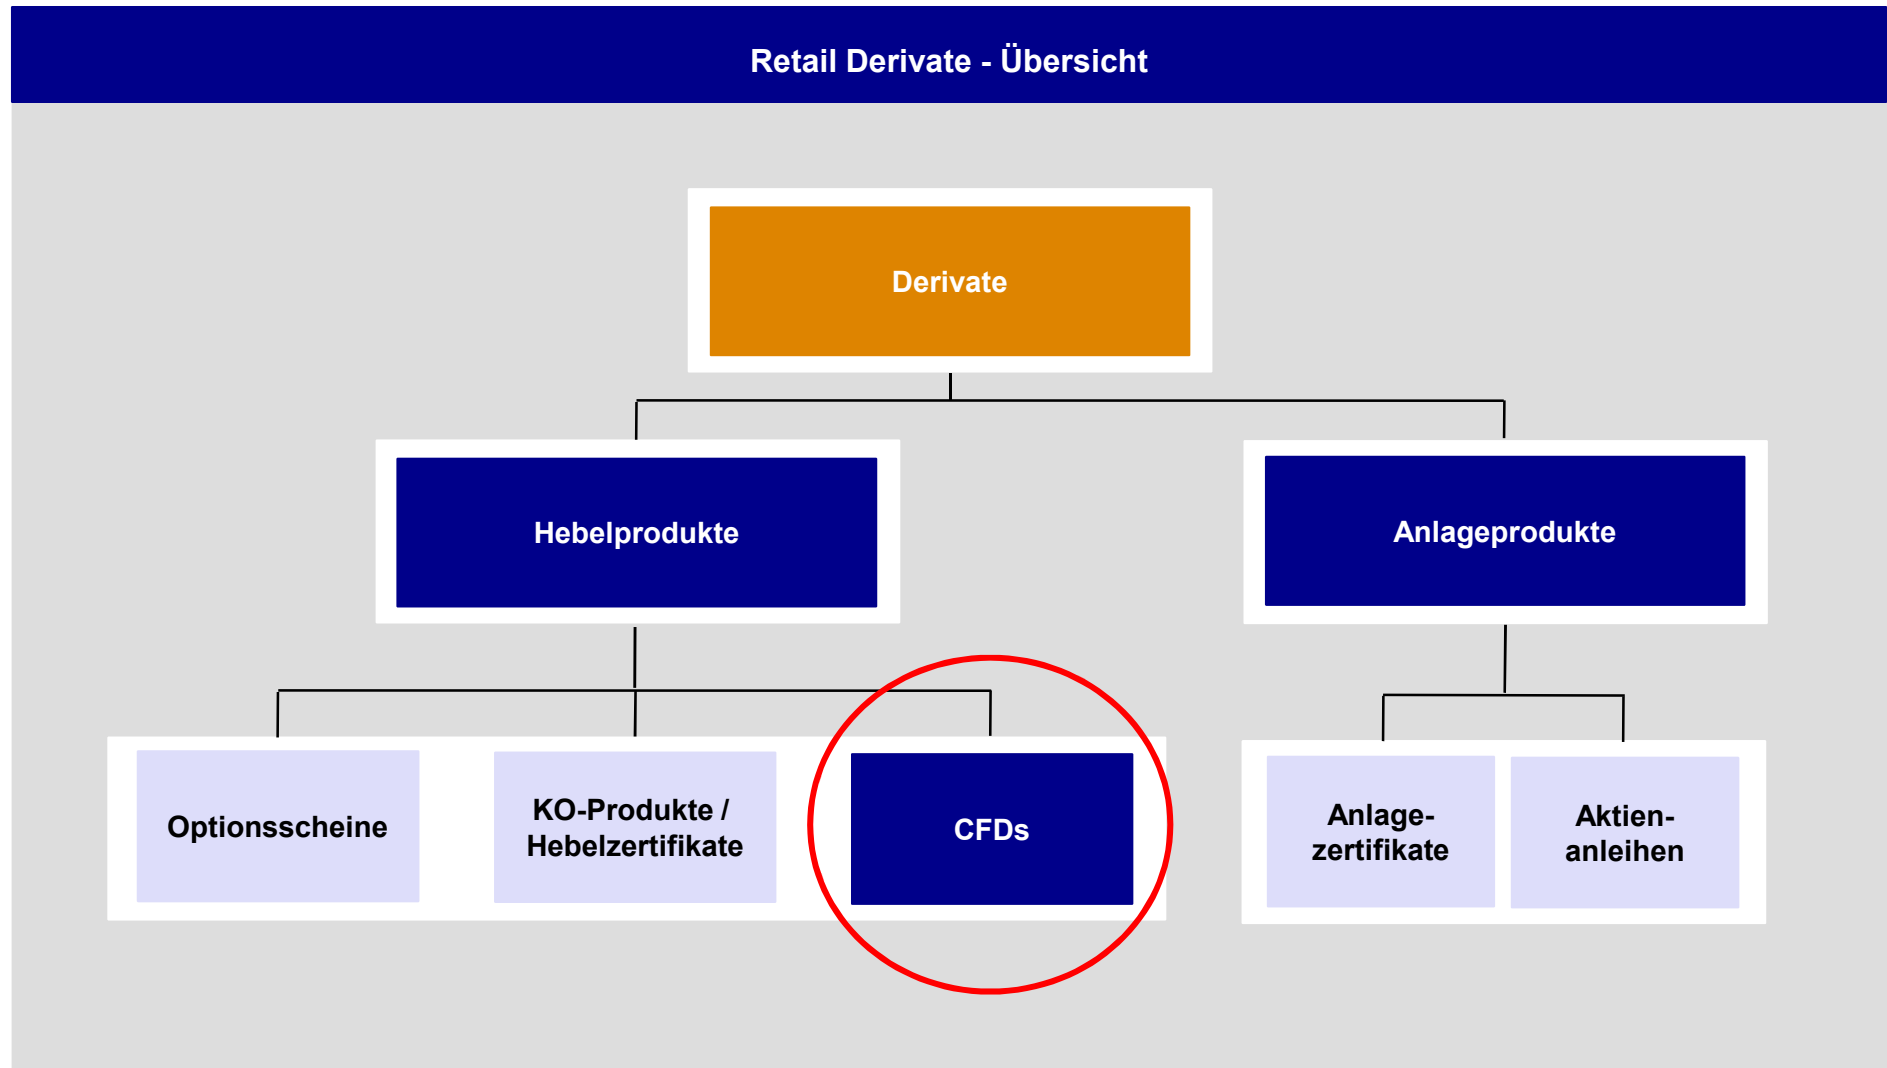 Retail Derivate - Übersicht
Derivate
Hebelprodukte
Anlageprodukte
Optionsscheine
KO-Produkte /
Hebelzertifikate
CFDs
Anlage-
zertifikate
Aktien-
anleihen